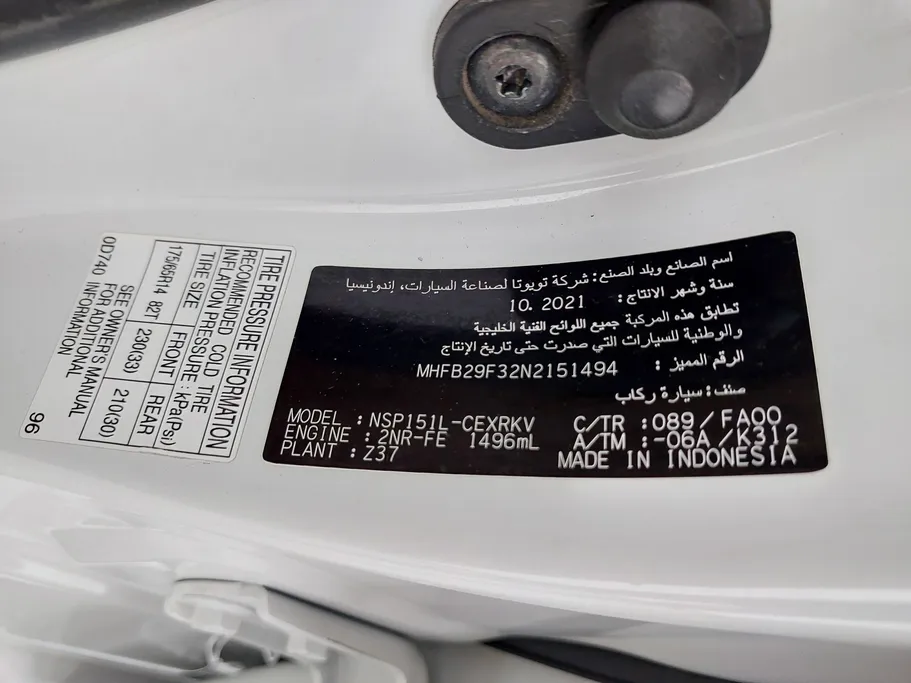 TIRE PRESSURE INFORMATION
RECOMMENDED COLD TIRE
INFLATION PRESSURE : kPa(Psi)
TIRE SIZE FRONT REAR
175/65R14 82T 230(33) 210(30)
SEE OWNER'S MANUAL
FOR ADDITIONAL
INFORMATION
0D740 96
اسم الصانع وبلد الصنع : شركة تويوتا لصناعة السيارات، إندونيسيا
سنة وشهر الانتاج : 10. 2021
تطابق هذه المركبة جميع اللوائح الفنية الخليجية
والوطنية للسيارات التي صدرت حتى تاريخ الإنتاج
الرقم المميز : MHFB29F32N2151494
صنف : سيارة ركاب
MODEL : NSP151L-CEXRKV C/TR : 089 / FA00
ENGINE : 2NR-FE 1496mL A/TM : -06A / K312
PLANT : Z37 MADE IN INDONESIA